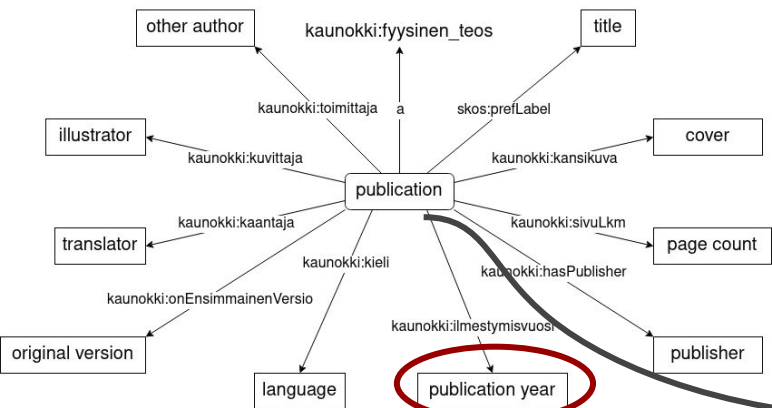 other author
kaunokki:fyysinen_teos
title
kaunokki:toimittaja
a
skos:prefLabel
illustrator
cover
kaunokki:kuvittaja
kaunokki:kansikuva
publication
translator
kaunokki:kaantaja
kaunokki:sivuLkm
page count
kaunokki:kieli
kaunokki:hasPublisher
kaunokki:onEnsimmainenVersio
kaunokki:ilmestymisvuosi
original version
publisher
language
publication year